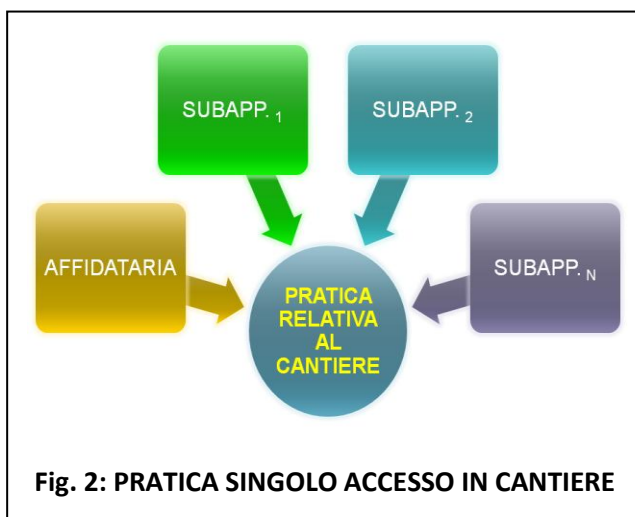 SUBAPP. 1
SUBAPP. 2
AFFIDATARIA
SUBAPP. N
PRATICA
RELATIVA
AL
CANTIERE
Fig. 2: PRATICA SINGOLO ACCESSO IN CANTIERE